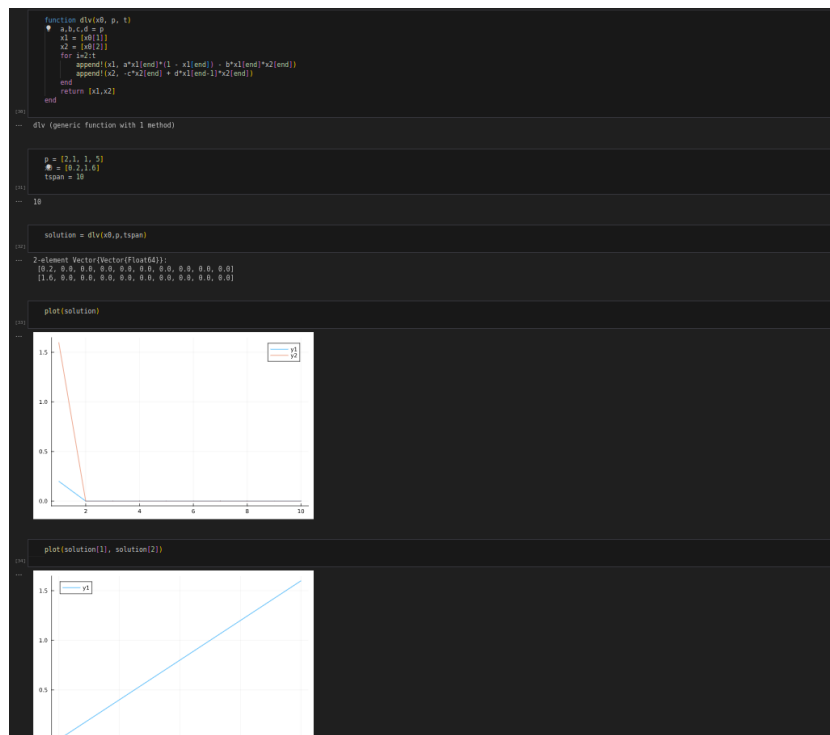 function dlv(x0, p, t)
a,b,c,d = p
x1 = [x0[1]]
x2 = [x0[2]]
for i=2:t
append!(x1, a*x1[end]*(1 - x1[end]) - b*x1[end]*x2[end])
append!(x2, -c*x2[end] + d*x1[end-1]*x2[end])
end
return [x1,x2]
end
[30]
... dlv (generic function with 1 method)
p = [2,1, 1, 5]
= [0.2,1.6]
tspan = 10
[31]
... 10
solution = dlv(x0,p,tspan)
[32]
... 2-element Vector{Vector{Float64}}:
[0.2, 0.0, 0.0, 0.0, 0.0, 0.0, 0.0, 0.0, 0.0, 0.0]
[1.6, 0.0, 0.0, 0.0, 0.0, 0.0, 0.0, 0.0, 0.0, 0.0]
plot(solution)
[33]
...
y1
y2
1.5
1.0
0.5
0.0
2 4 6 8 10
plot(solution[1], solution[2])
[34]
...
y1
1.5
1.0
0.5